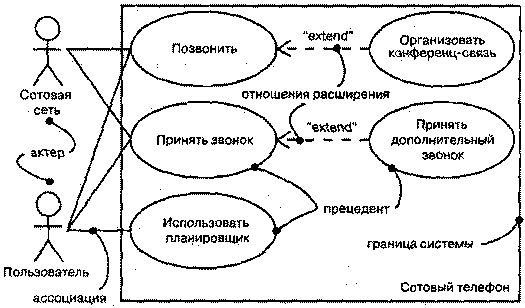 Позвонить
"extend"
Организовать
конференц-связь
Сотовая
сеть
отношения расширения
актер
Принять звонок
"extend"
Принять
дополнительный
звонок
прецедент
Использовать
планировщик
граница системы
Пользователь
ассоциация
Сотовый телефон